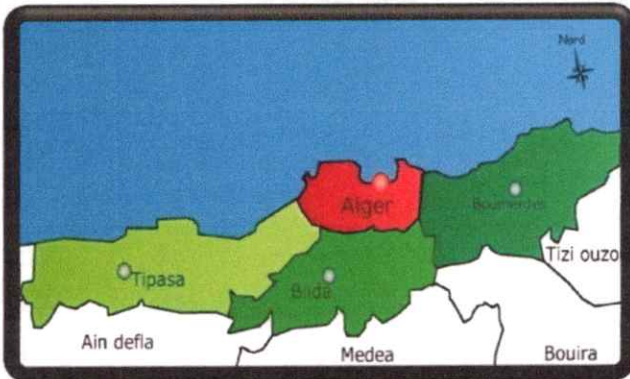 Nord
Alger
Boumerdes
Tizi ouzo
Tipasa
Blida
Ain defla
Medea
Bouira